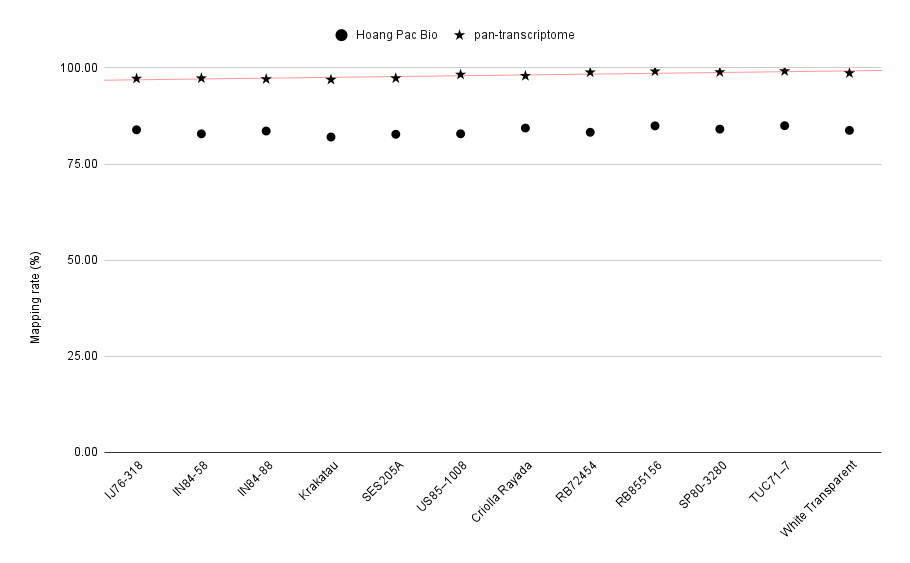 Hoang Pac Bio
pan-transcriptome
Mapping rate (%)
100.00
75.00
50.00
25.00
0.00
IJ76-318
IN84-58
IN84-88
Krakatau
SES205A
US85–1008
Criolla Rayada
RB72454
RB855156
SP80-3280
TUC71–7
White Transparent